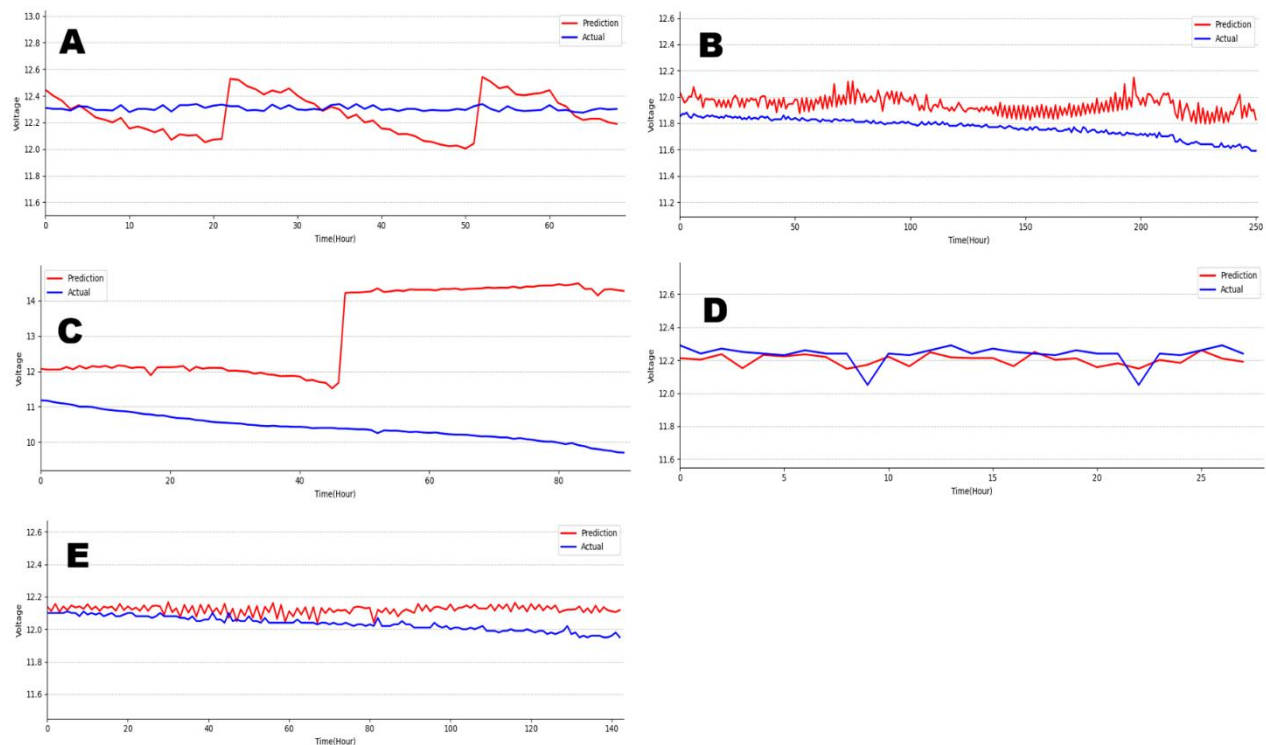 A
13.0
12.8
12.6
12.4
12.2
12.0
11.8
11.6
Voltage
0 10 20 30 40 50 60
Time(Hour)
Prediction
Actual
B
12.6
12.4
12.2
12.0
11.8
11.6
11.4
11.2
Voltage
0 50 100 150 200 250
Time(Hour)
Prediction
Actual
C
14
13
12
11
10
Voltage
0 20 40 60 80
Time(Hour)
Prediction
Actual
D
12.6
12.4
12.2
12.0
11.8
11.6
Voltage
0 5 10 15 20 25
Time(Hour)
Prediction
Actual
E
12.6
12.4
12.2
12.0
11.8
11.6
Voltage
0 20 40 60 80 100 120 140
Time(Hour)
Prediction
Actual